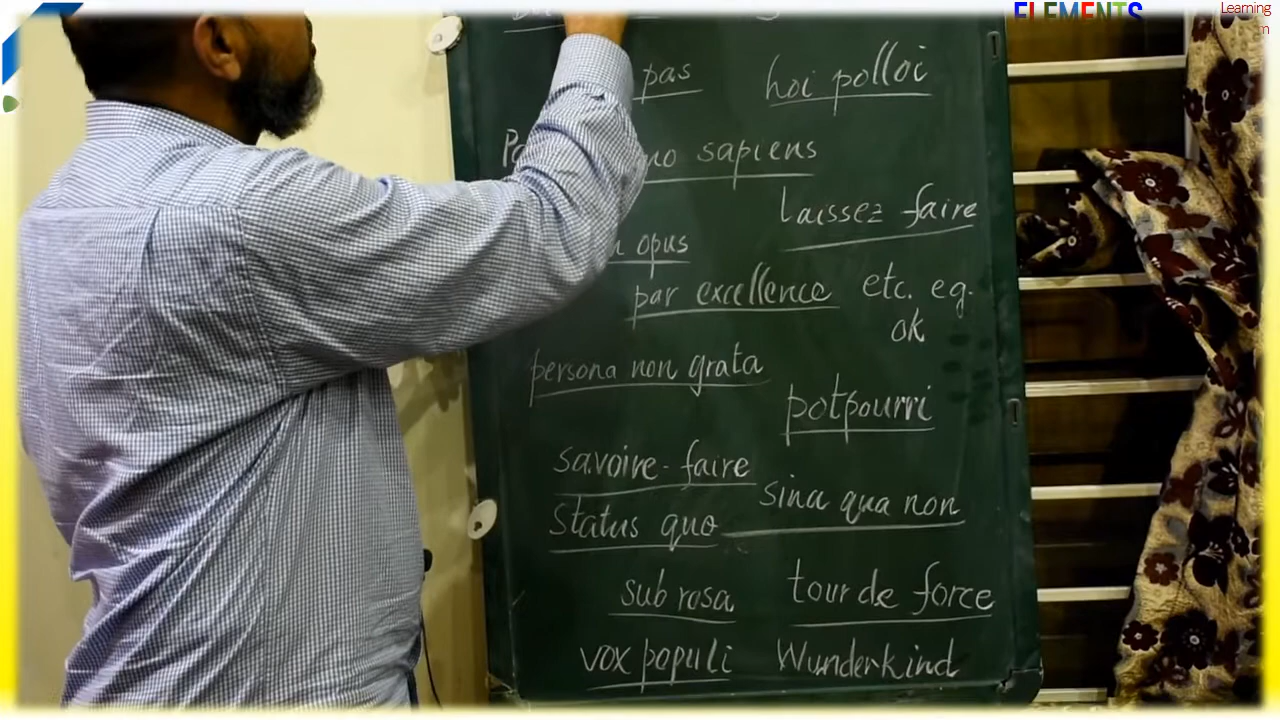 ELEMENTS
Learning
pas
hoi polloi
sapiens
laissez faire
opus
par excellence
etc. eg.
ok
persona non grata
potpourri
savoire-faire
sina qua non
status quo
sub rosa
tour de force
vox populi
Wunderkind